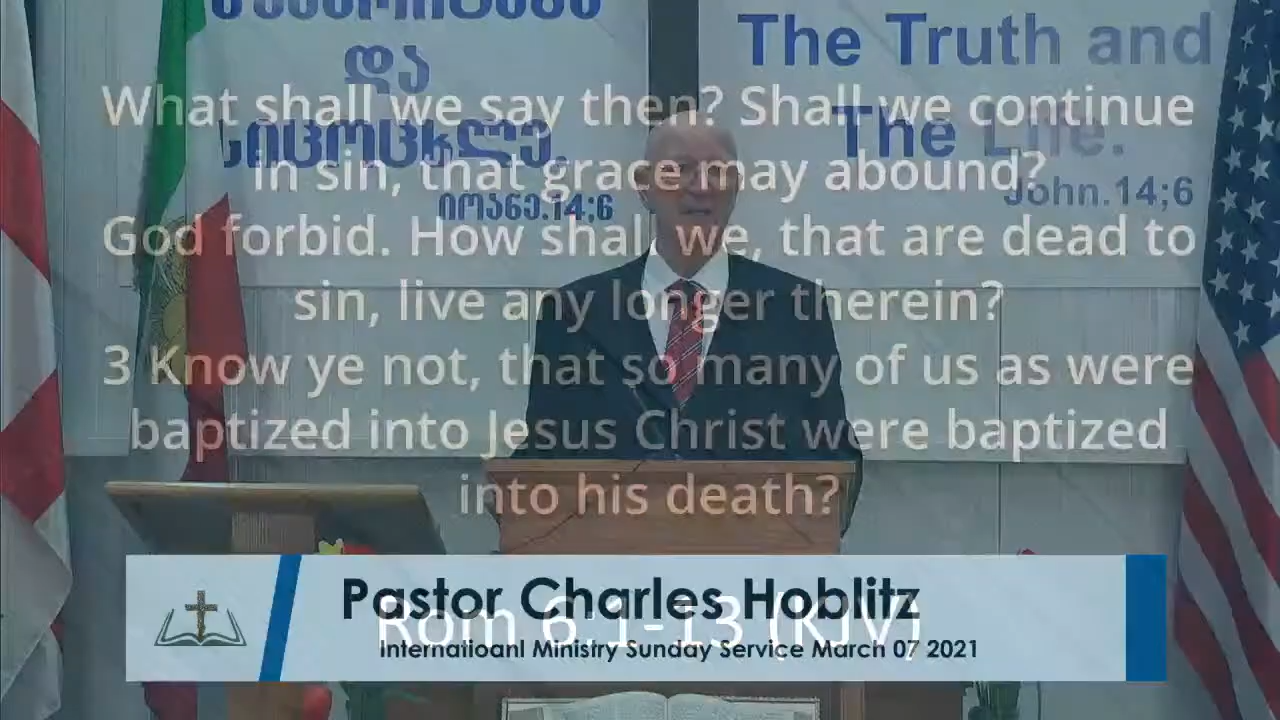 და
სიცოცხლე.
იოანე.14;6
The Truth and
The Life.
John.14;6
What shall we say then? Shall we continue
in sin, that grace may abound?
God forbid. How shall we, that are dead to
sin, live any longer therein?
3 Know ye not, that so many of us as were
baptized into Jesus Christ were baptized
into his death?
Rom 6:1-13 (KJV)
Pastor Charles Hoblitz
Internatioanl Ministry Sunday Service March 07 2021